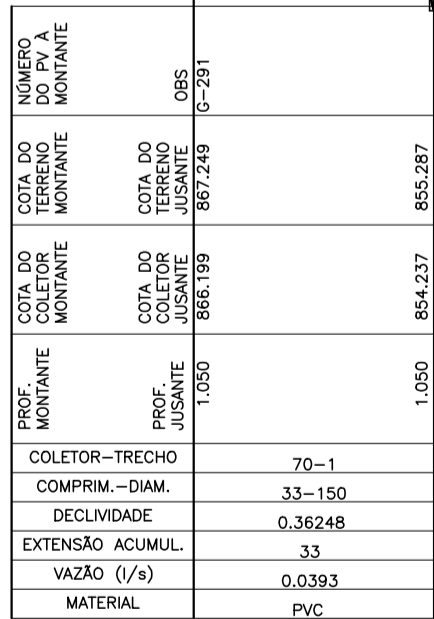 NÚMERO
DO PV À
MONTANTE
OBS
G-291
COTA DO
TERRENO
MONTANTE
COTA DO
TERRENO
JUSANTE
867.249
855.287
COTA DO
COLETOR
MONTANTE
COTA DO
COLETOR
JUSANTE
866.199
854.237
PROF.
MONTANTE
PROF.
JUSANTE
1.050
1.050
COLETOR-TRECHO
70-1
COMPRIM.-DIAM.
33-150
DECLIVIDADE
0.36248
EXTENSÃO ACUMUL.
33
VAZÃO (l/s)
0.0393
MATERIAL
PVC